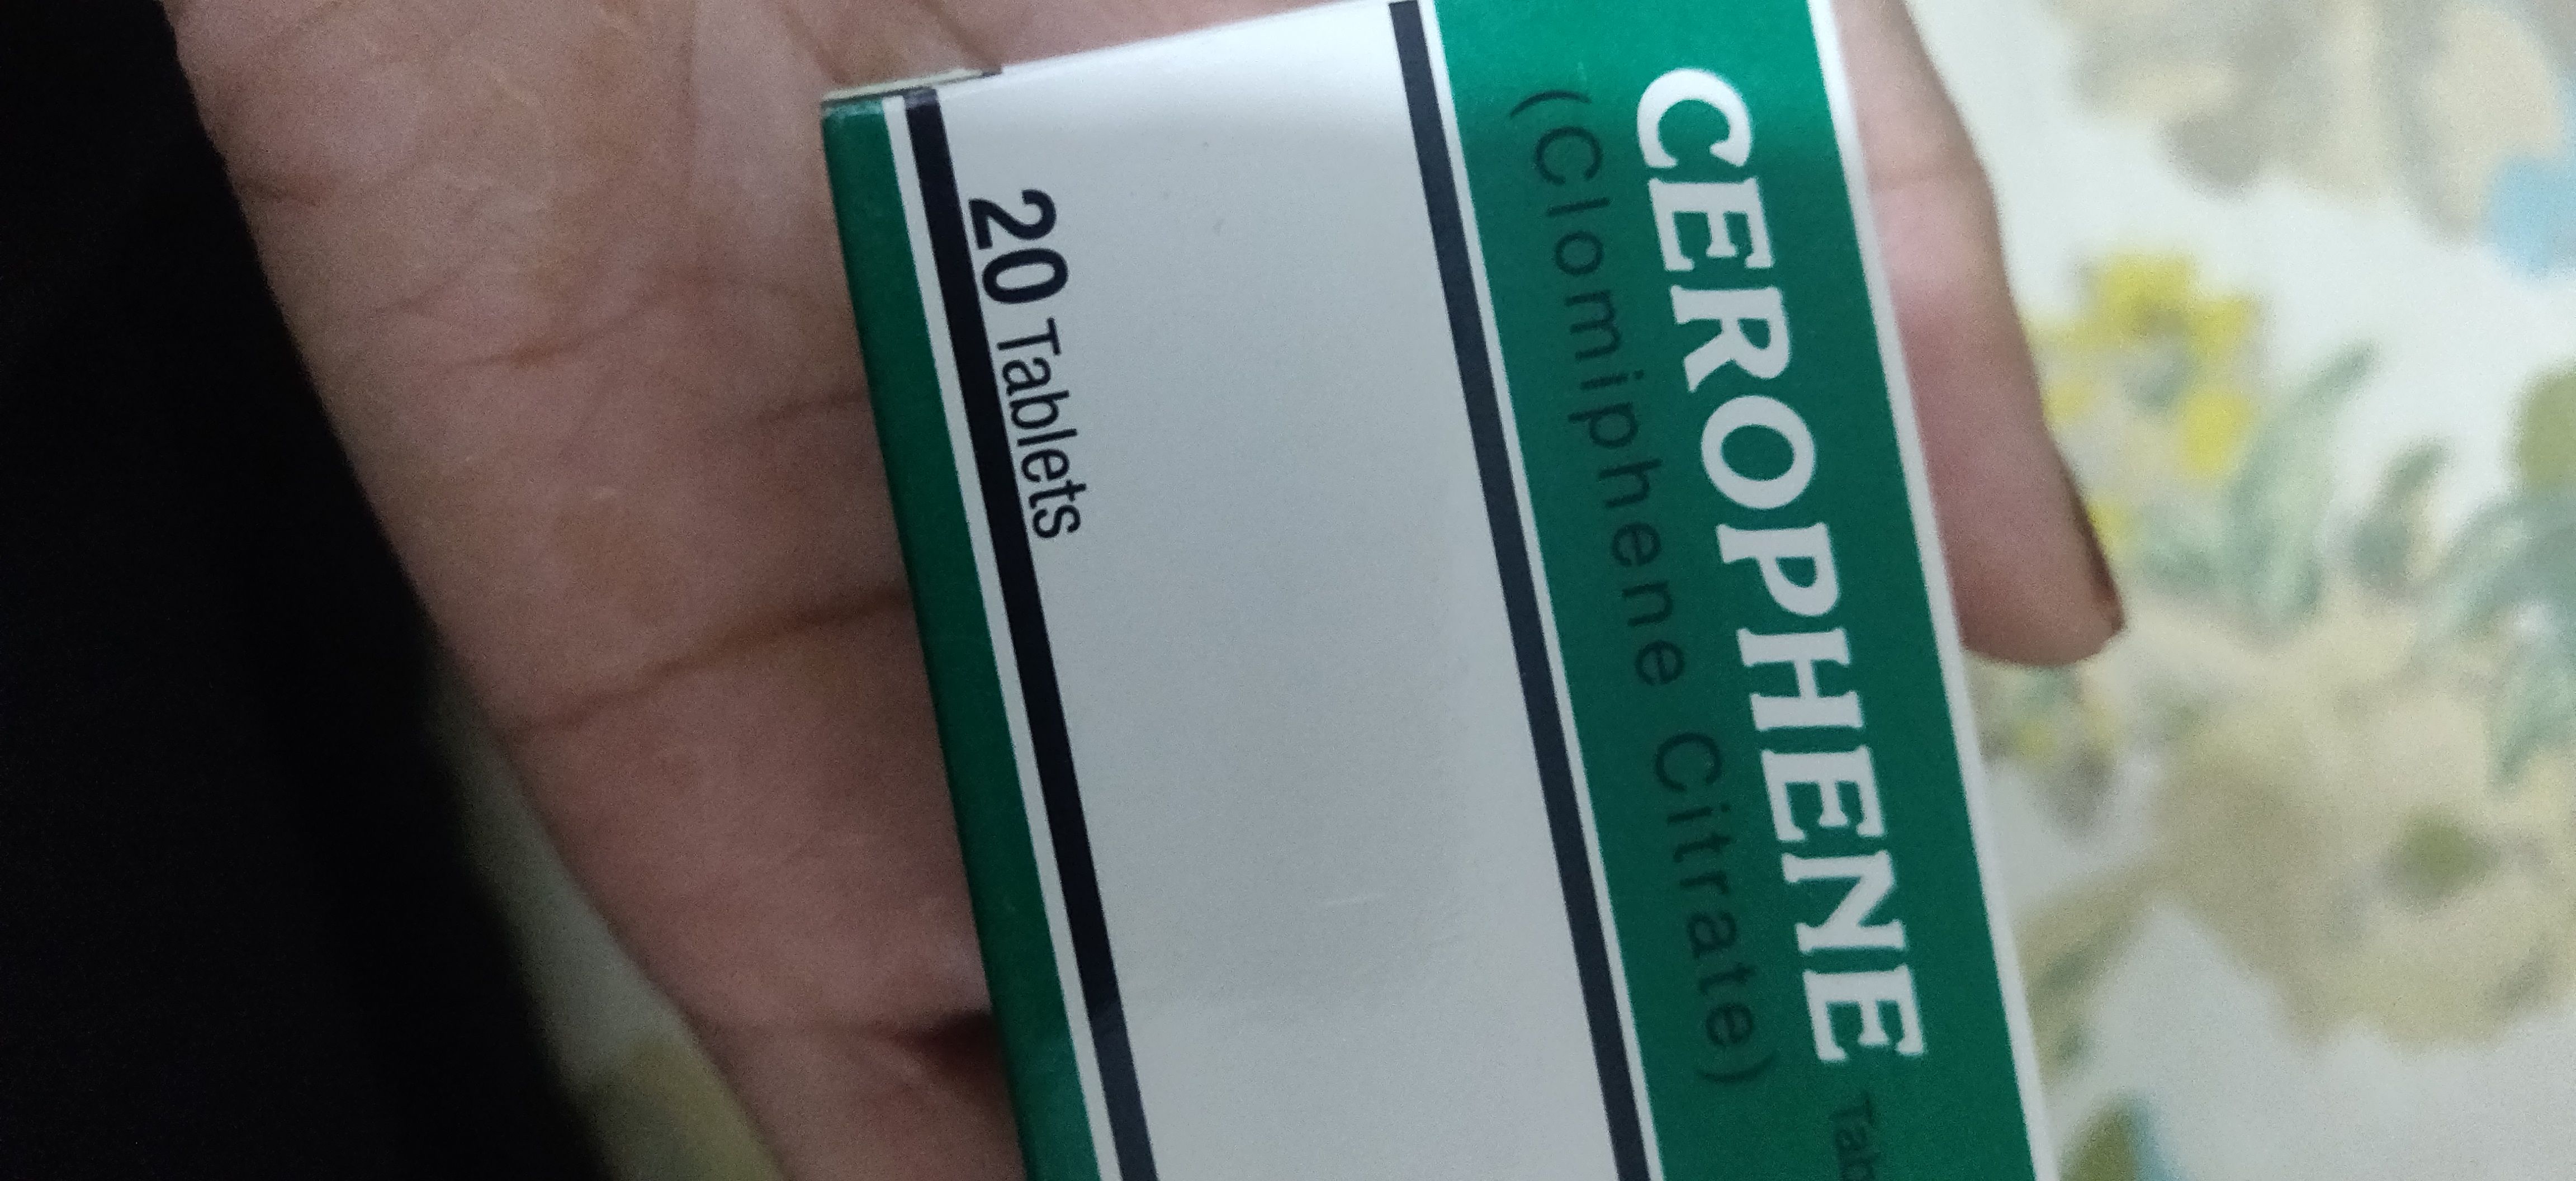 CEROPHENE
(Clomiphene Citrate)
20 Tablets